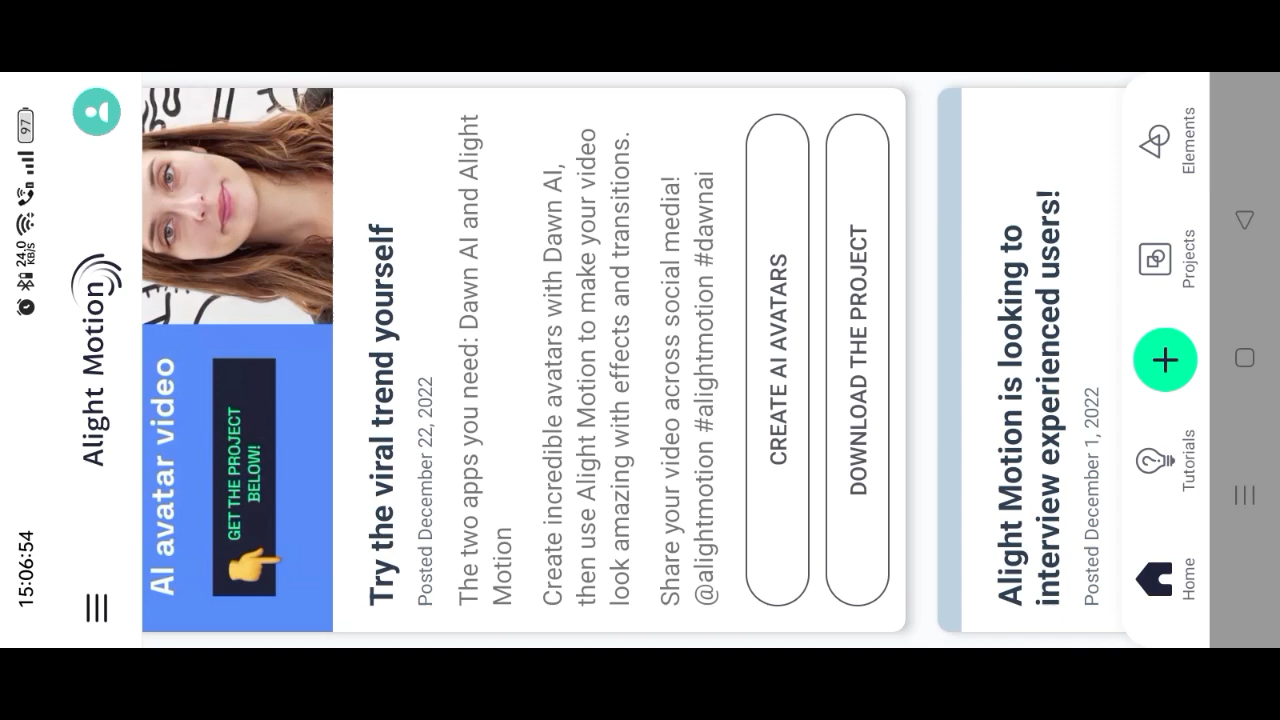 15:06:54
24.0
KB/S
97
Alight Motion
AI avatar video
GET THE PROJECT
BELOW!
Try the viral trend yourself
Posted December 22, 2022
The two apps you need: Dawn AI and Alight
Motion
Create incredible avatars with Dawn AI,
then use Alight Motion to make your video
look amazing with effects and transitions.
Share your video across social media!
@alightmotion #alightmotion #dawnai
CREATE AI AVATARS
DOWNLOAD THE PROJECT
Alight Motion is looking to
interview experienced users!
Posted December 1, 2022
Home
Tutorials
Projects
Elements